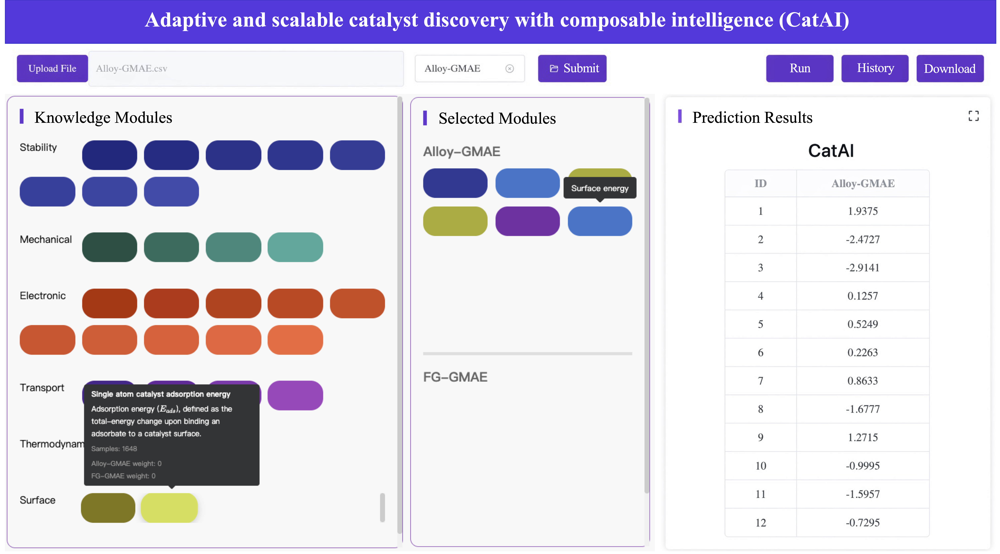 Adaptive and scalable catalyst discovery with composable intelligence (CatAI)
Upload File
Alloy-GMAE.csv
Alloy-GMAE
Submit
Run
History
Download
Knowledge Modules
Stability
Mechanical
Electronic
Transport
Single atom catalyst adsorption energy
Adsorption energy (E_ads), defined as the
total-energy change upon binding an
adsorbate to a catalyst surface.
Samples: 1648
Alloy-GMAE weight: 0
FG-GMAE weight: 0
Thermodynam
Surface
Selected Modules
Alloy-GMAE
Surface energy
FG-GMAE
Prediction Results
CatAI
ID Alloy-GMAE
1 1.9375
2 -2.4727
3 -2.9141
4 0.1257
5 0.5249
6 0.2263
7 0.8633
8 -1.6777
9 1.2715
10 -0.9995
11 -1.5957
12 -0.7295